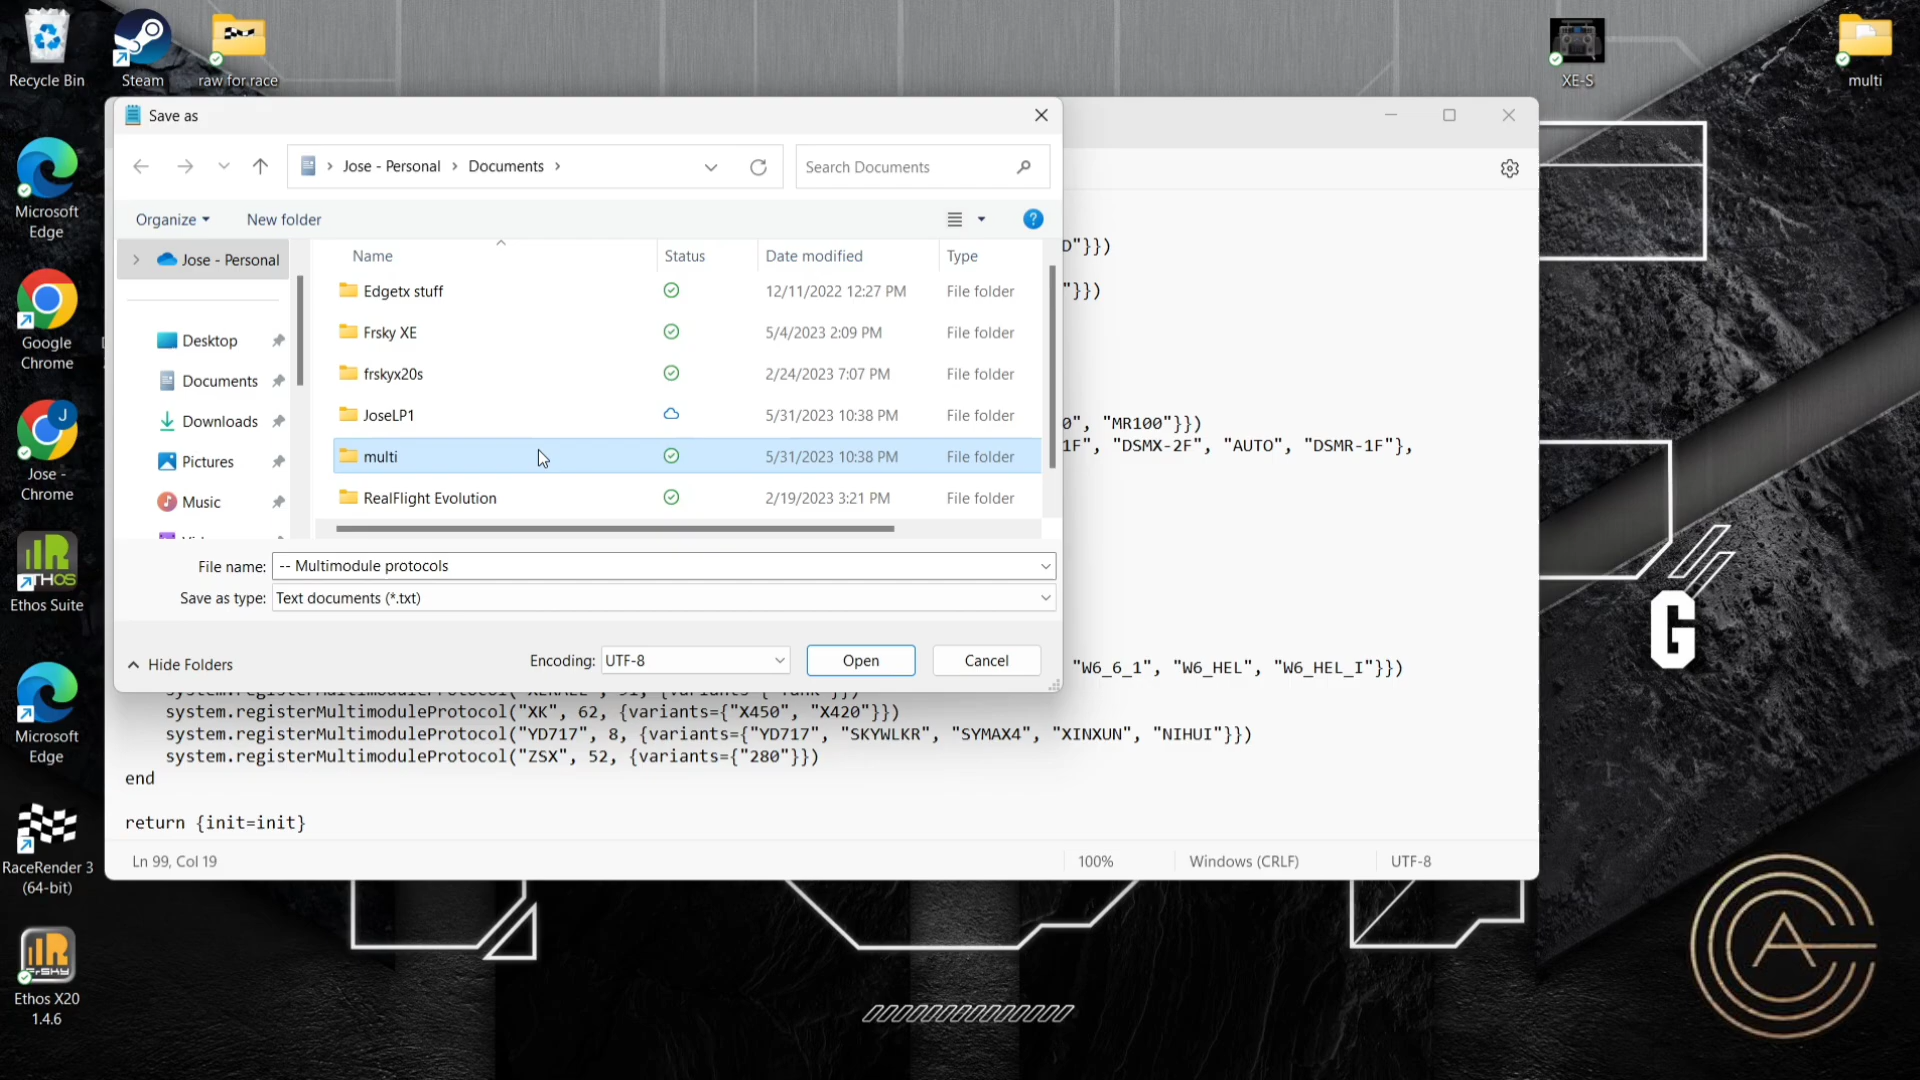 Recycle Bin
Steam
raw for race
XE-S
multi
Microsoft
Edge
Google
Chrome
Jose -
Chrome
Ethos Suite
Microsoft
Edge
RaceRender 3
(64-bit)
Ethos X20
1.4.6
Save as
Jose - Personal
Documents
Search Documents
Organize
New folder
?
Jose - Personal
Desktop
Documents
Downloads
Pictures
Music
Name Status Date modified Type
Edgetx stuff 12/11/2022 12:27 PM File folder
Frsky XE 5/4/2023 2:09 PM File folder
frskyx20s 2/24/2023 7:07 PM File folder
JoseLP1 5/31/2023 10:38 PM File folder
multi 5/31/2023 10:38 PM File folder
RealFlight Evolution 2/19/2023 3:21 PM File folder
File name: -- Multimodule protocols
Save as type: Text documents (*.txt)
Hide Folders
Encoding: UTF-8
Open
Cancel
D"}})
"}})
0", "MR100"}})
1F", "DSMX-2F", "AUTO", "DSMR-1F"},
"W6_6_1", "W6_HEL", "W6_HEL_I"}})
system.registerMultimoduleProtocol("XK", 62, {variants={"X450", "X420"}})
system.registerMultimoduleProtocol("YD717", 8, {variants={"YD717", "SKYWLKR", "SYMAX4", "XINXUN", "NIHUI"}})
system.registerMultimoduleProtocol("ZSX", 52, {variants={"280"}})
end
return {init=init}
Ln 99, Col 19
100%
Windows (CRLF)
UTF-8
G